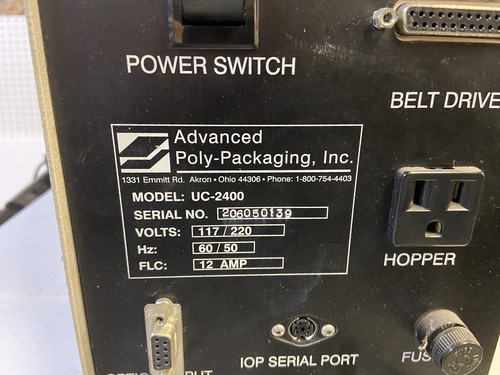 POWER SWITCH
BELT DRIVE
Advanced
Poly-Packaging, Inc.
1331 Emmitt Rd. Akron • Ohio 44306 • Phone: 1-800-754-4403
MODEL: UC-2400
SERIAL NO. 206050139
VOLTS: 117 / 220
Hz: 60 / 50
FLC: 12 AMP
HOPPER
IOP SERIAL PORT
FUS